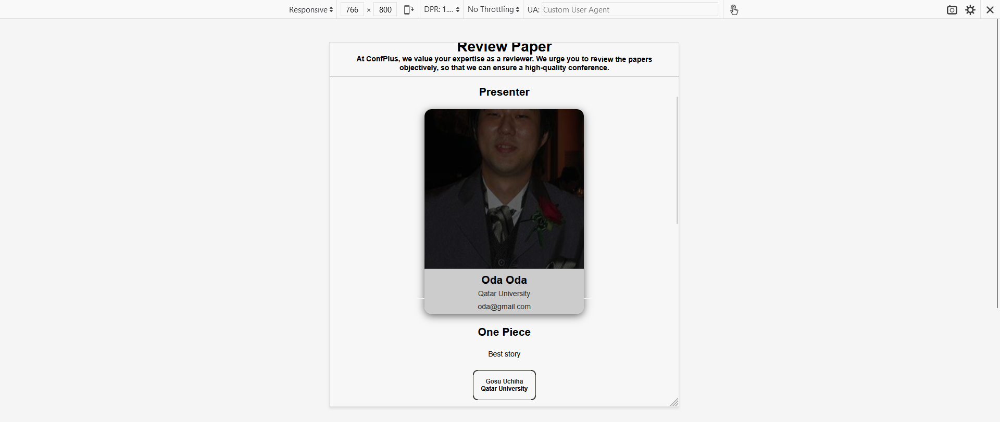 Responsive 766 × 800 DPR: 1.... No Throttling UA: Custom User Agent
Review Paper
At ConfPlus, we value your expertise as a reviewer. We urge you to review the papers
objectively, so that we can ensure a high-quality conference.
Presenter
Oda Oda
Qatar University
oda@gmail.com
One Piece
Best story
Gosu Uchiha
Qatar University